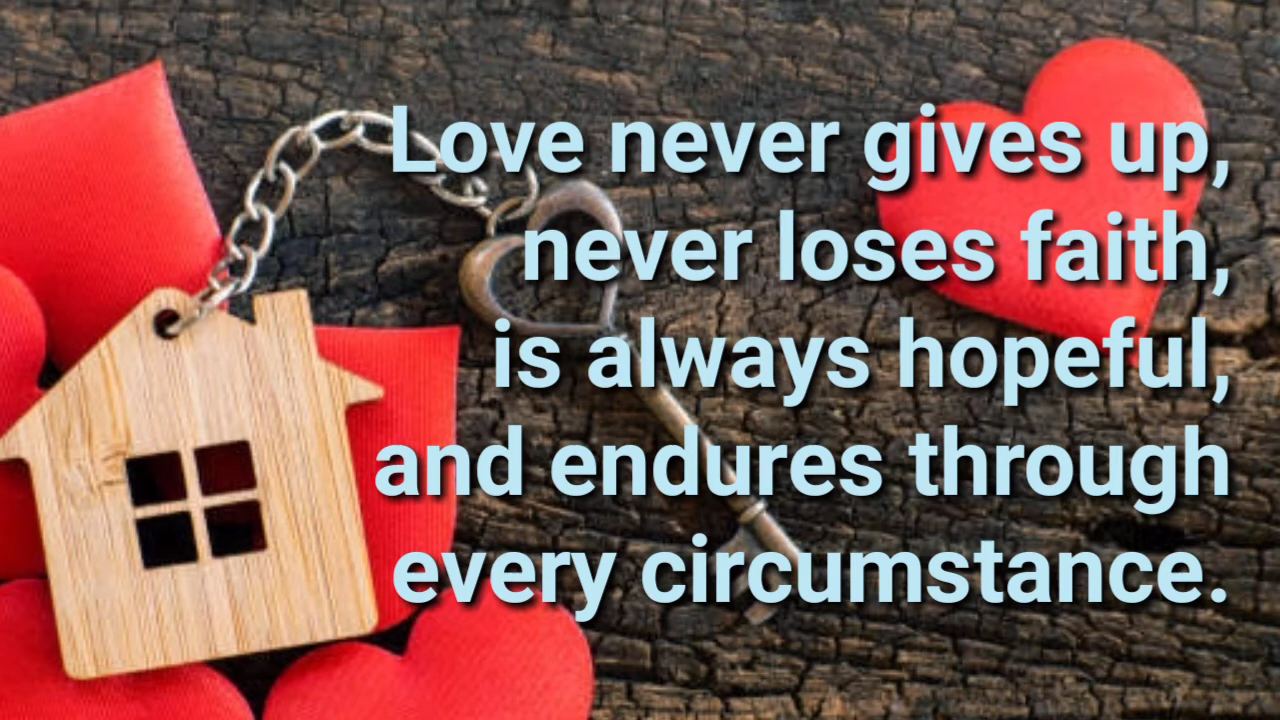 Love never gives up,
never loses faith,
is always hopeful,
and endures through
every circumstance.